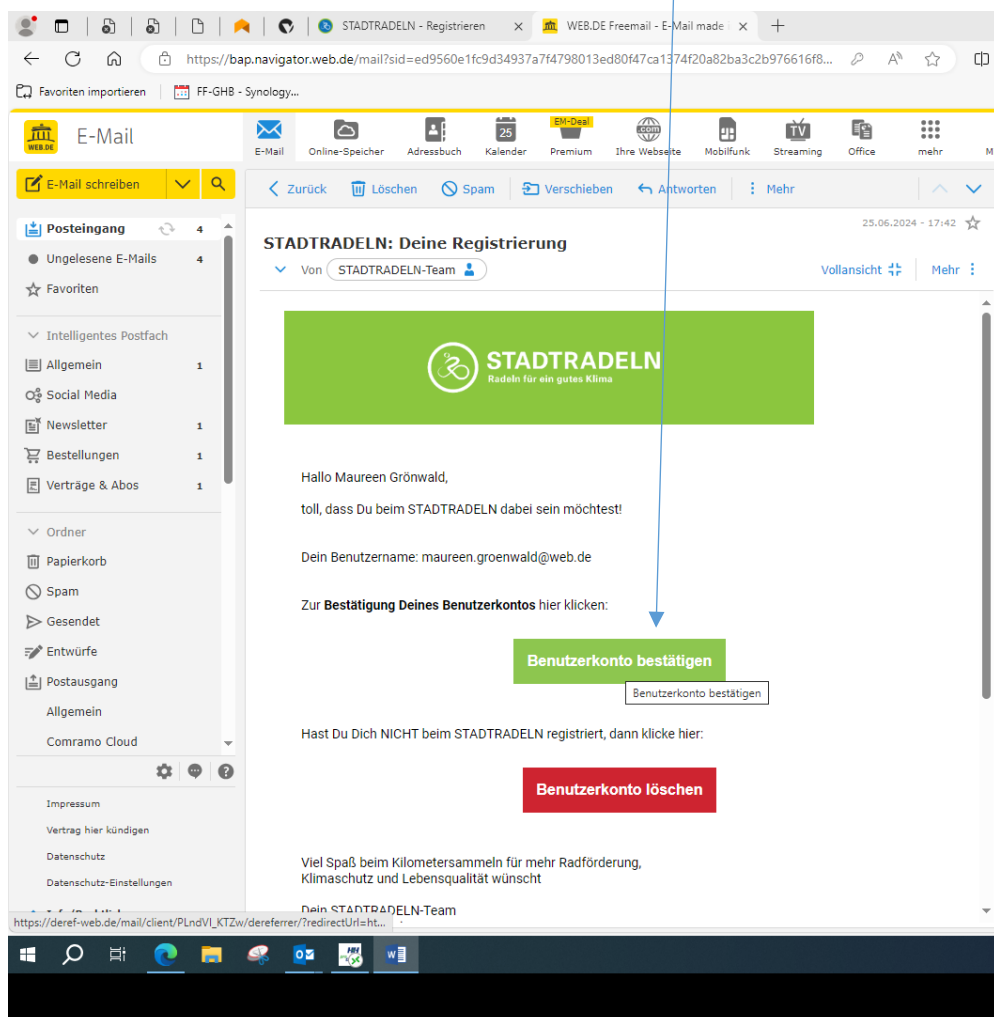 STADTRADELN - Registrieren
WEB.DE Freemail - E-Mail made
https://bap.navigator.web.de/mail?sid=ed9560e1fc9d34937a7f4798013ed80f47ca1374f20a82ba3c2b976616f8...
Favoriten importieren
FF-GHB - Synology...
WEB.DE
E-Mail
E-Mail
Online-Speicher
Adressbuch
25
Kalender
EM-Deal
Premium
.com
Ihre Webseite
Mobilfunk
TV
Streaming
Office
mehr
M
E-Mail schreiben
Zurück
Löschen
Spam
Verschieben
Antworten
Mehr
Posteingang 4
Ungelesene E-Mails 4
Favoriten
Intelligentes Postfach
Allgemein 1
Social Media
Newsletter 1
Bestellungen 1
Verträge & Abos 1
Ordner
Papierkorb
Spam
Gesendet
Entwürfe
Postausgang
Allgemein
Comramo Cloud
Impressum
Vertrag hier kündigen
Datenschutz
Datenschutz-Einstellungen
25.06.2024 - 17:42
STADTRADELN: Deine Registrierung
Von STADTRADELN-Team
Vollansicht
Mehr
STADTRADELN
Radeln für ein gutes Klima
Hallo Maureen Grönwald,
toll, dass Du beim STADTRADELN dabei sein möchtest!
Dein Benutzername: maureen.groenwald@web.de
Zur Bestätigung Deines Benutzerkontos hier klicken:
Benutzerkonto bestätigen
Benutzerkonto bestätigen
Hast Du Dich NICHT beim STADTRADELN registriert, dann klicke hier:
Benutzerkonto löschen
Viel Spaß beim Kilometersammeln für mehr Radförderung,
Klimaschutz und Lebensqualität wünscht
Dein STADTRADELN-Team
https://deref-web.de/mail/client/PLndVI_KTZw/dereferrer/?redirectUrl=ht...